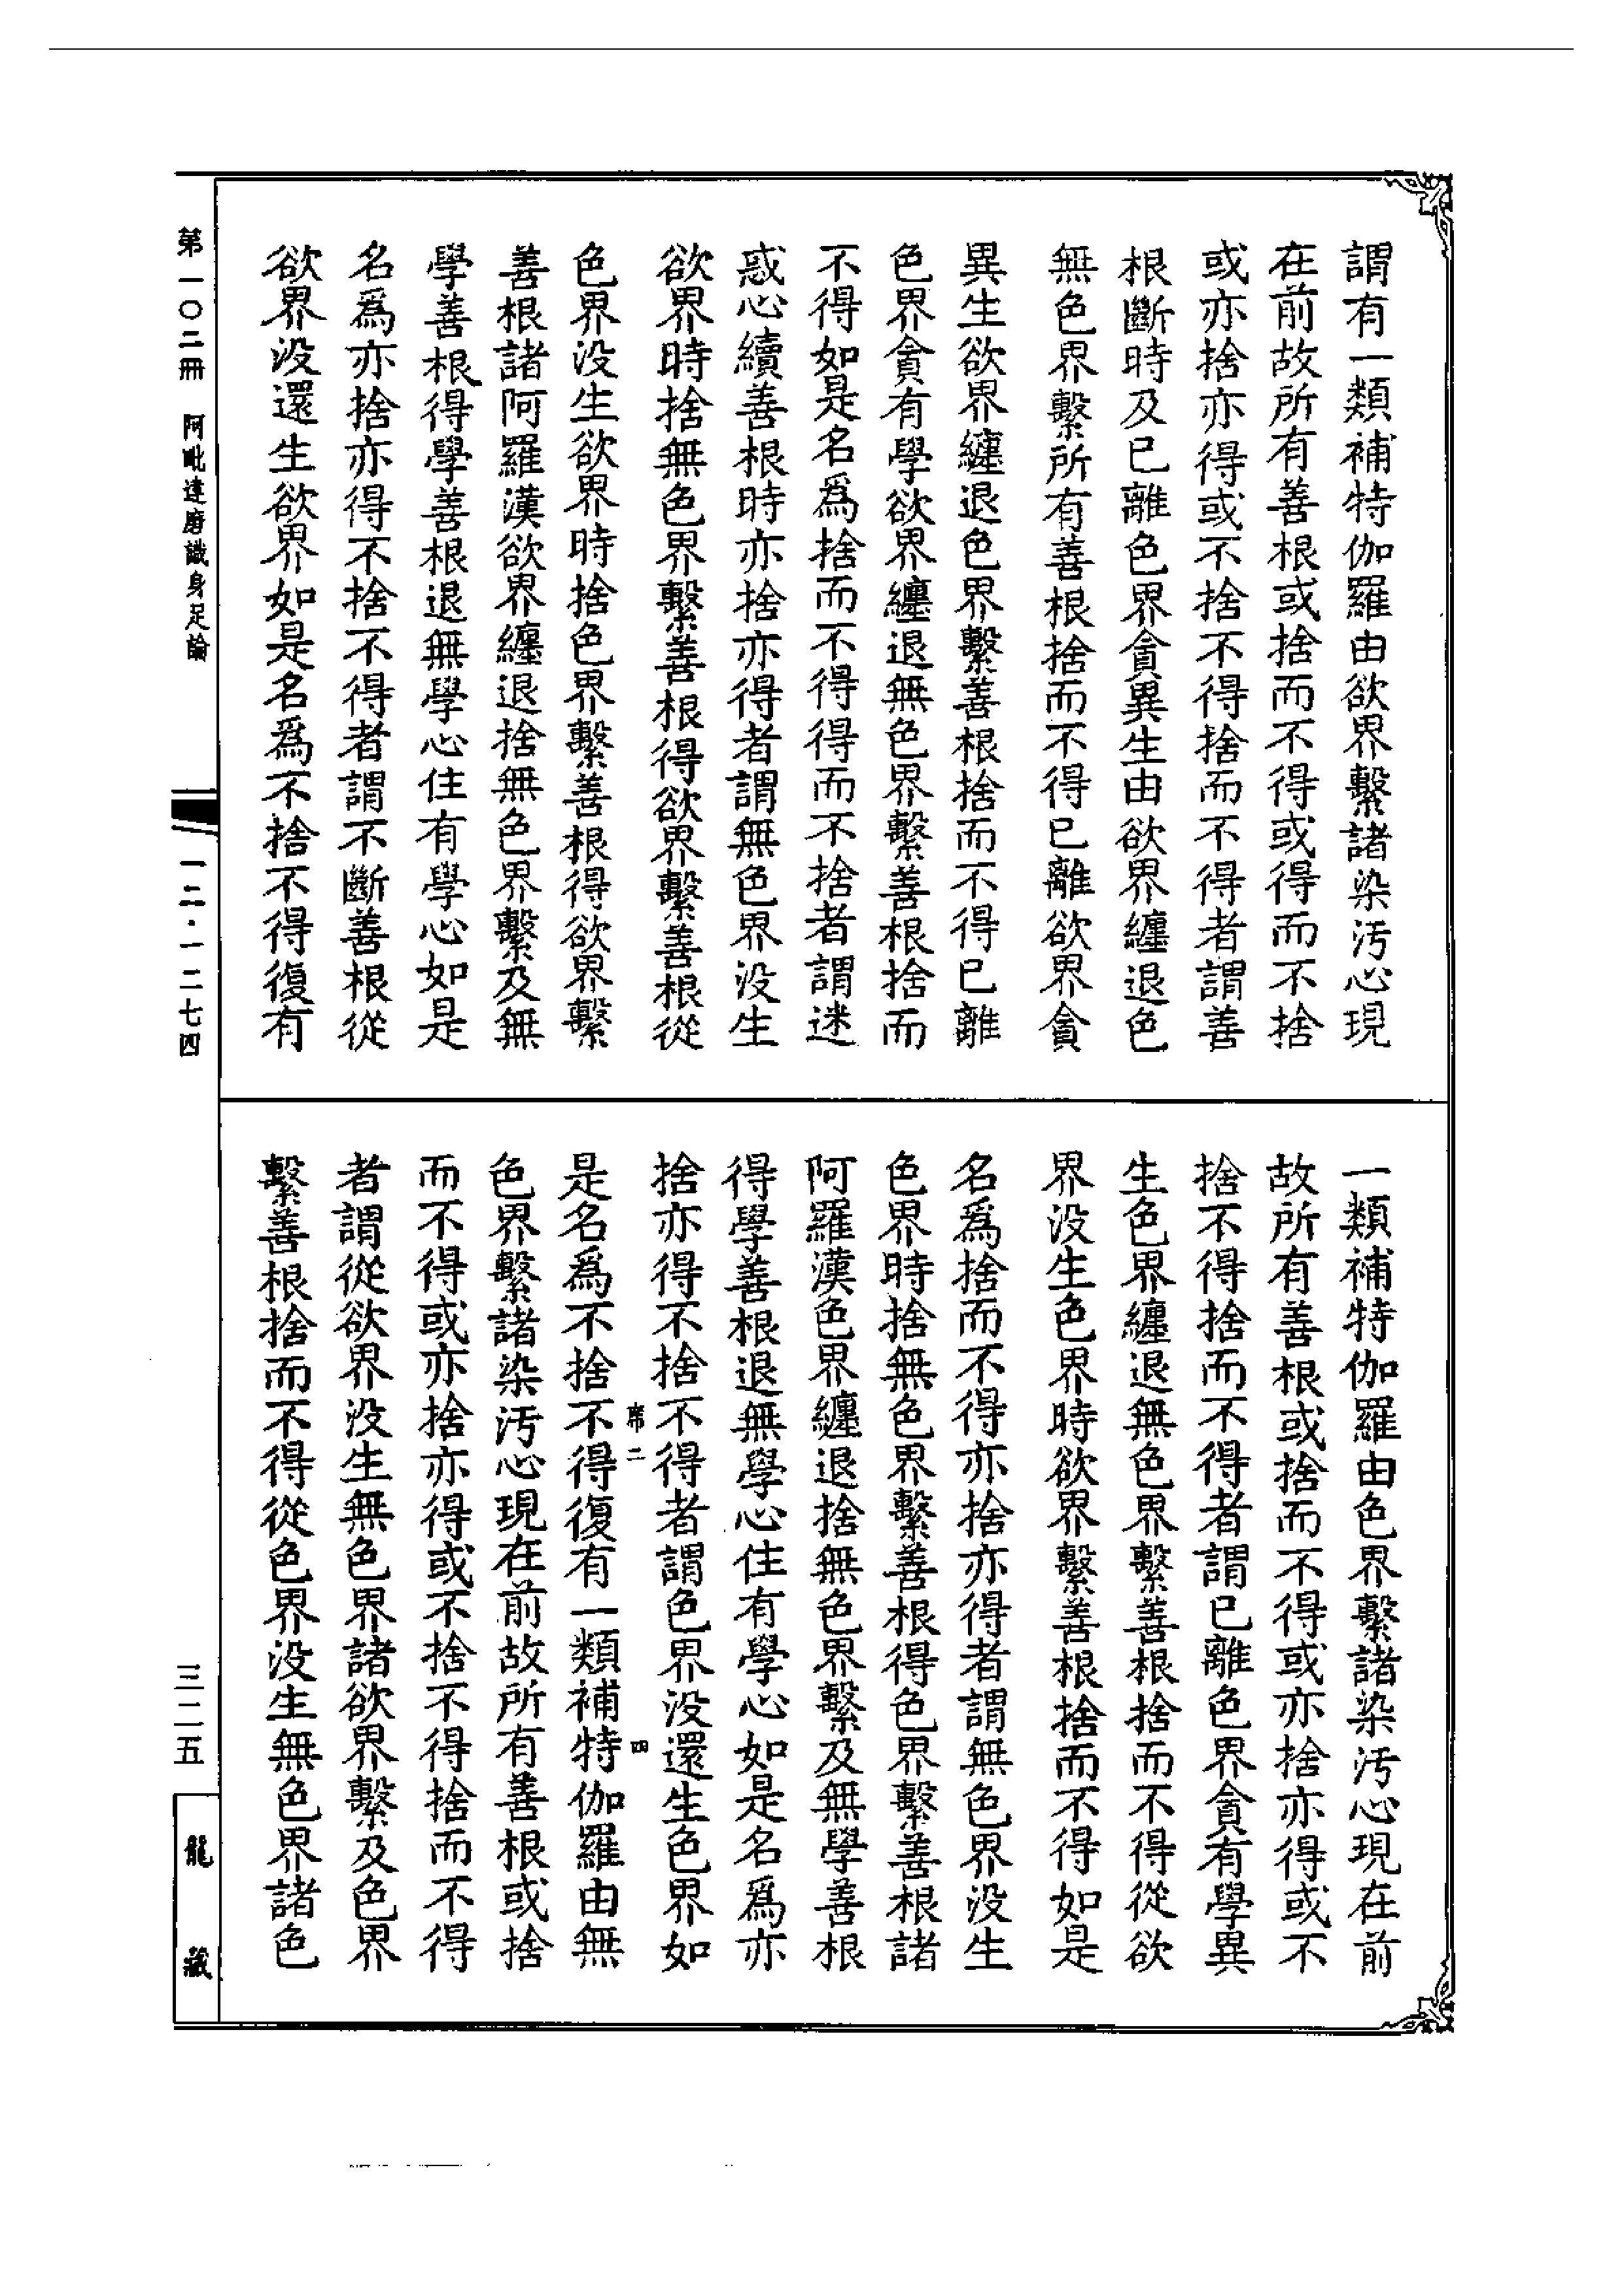 謂有一類補特伽羅由欲界繫諸染汚心現
在前故所有善根或捨而不得或得而不捨
或亦捨亦得或不捨不得捨而不得者謂善
根斷時及已離色界貪異生由欲界纏退色
無色界繫所有善根捨而不得已離欲界貪
異生欲界纏退色界繫善根捨而不得已離
色界貪有學欲界纏退無色界繫善根捨而
不得如是名爲捨而不得得而不捨者謂迷
惑心續善根時亦捨亦得者謂無色界没生
欲界時捨無色界繫善根得欲界繫善根從
色界没生欲界時捨色界繫善根得欲界繫
善根諸阿羅漢欲界纏退捨無色界繫及無
學善根得學善根退無學心住有學心如是
名爲亦捨亦得不捨不得者謂不斷善根從
欲界没還生欲界如是名爲不捨不得復有
一類補特伽羅由色界繫諸染汚心現在前
故所有善根或捨而不得或亦捨亦得或不
捨不得捨而不得者謂已離色界貪有學異
生色界纏退無色界繫善根捨而不得從欲
界没生色界時欲界繫善根捨而不得如是
名爲捨而不得亦捨亦得者謂無色界没生
色界時捨無色界繫善根得色界繫善根諸
阿羅漢色界纏退捨無色界繫及無學善根
得學善根退無學心住有學心如是名爲亦
捨亦得不捨不得者謂色界没還生色界如
席二 四
是名爲不捨不得復有一類補特伽羅由無
色界繫諸染汚心現在前故所有善根或捨
而不得或亦捨亦得或不捨不得捨而不得
者謂從欲界没生無色界諸欲界繫及色界
繫善根捨而不得從色界没生無色界諸色
第一〇二冊 阿毗達磨識身足論
一二·一二七四
三二五
龍藏